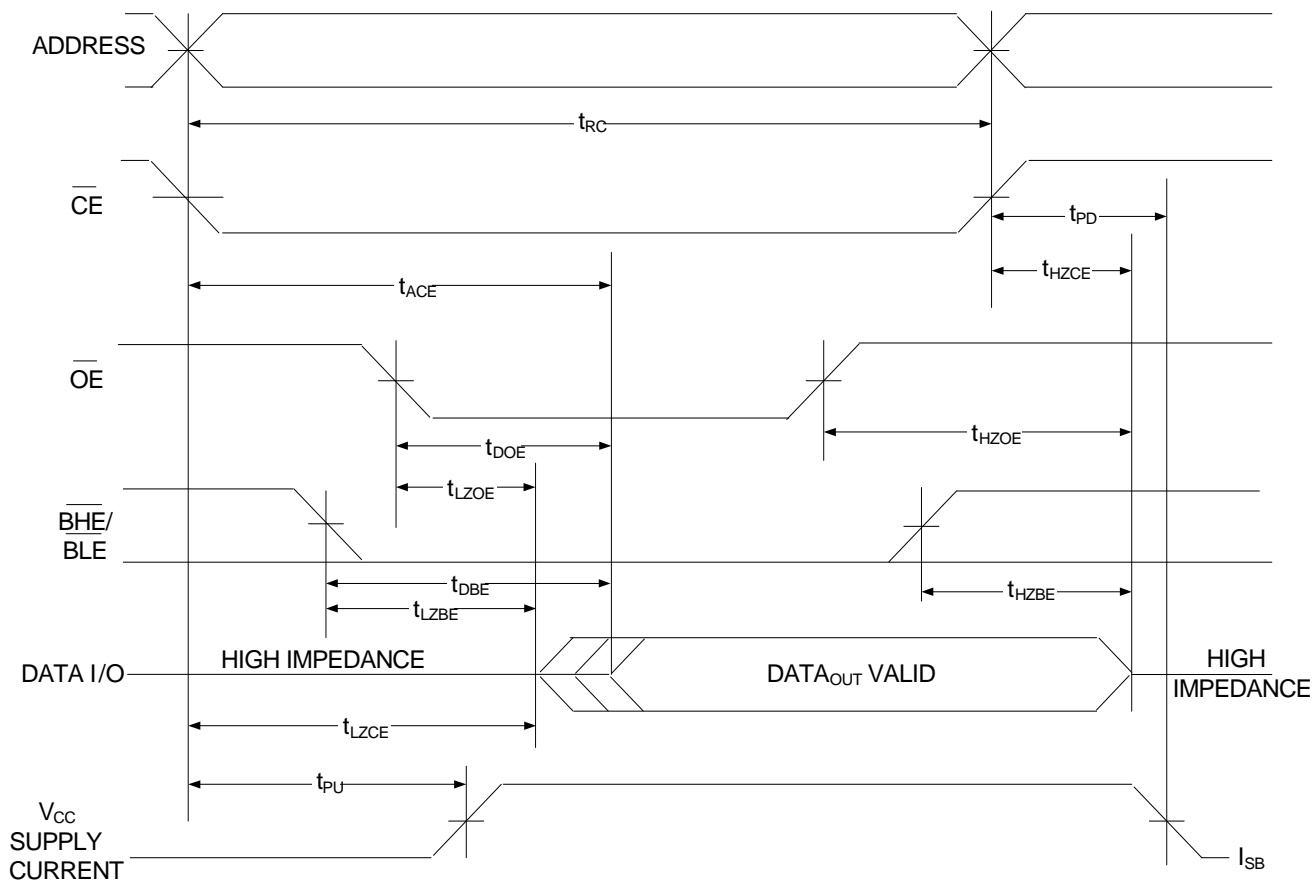 ADDRESS
tRC
CE
tPD
tHZCE
tACE
OE
tDOE
tHZOE
tLZOE
BHE/
BLE
tDBE
tHZBE
tLZBE
DATA I/O
HIGH IMPEDANCE
DATAOUT VALID
HIGH
IMPEDANCE
tLZCE
tPU
VCC
SUPPLY
CURRENT
ISB